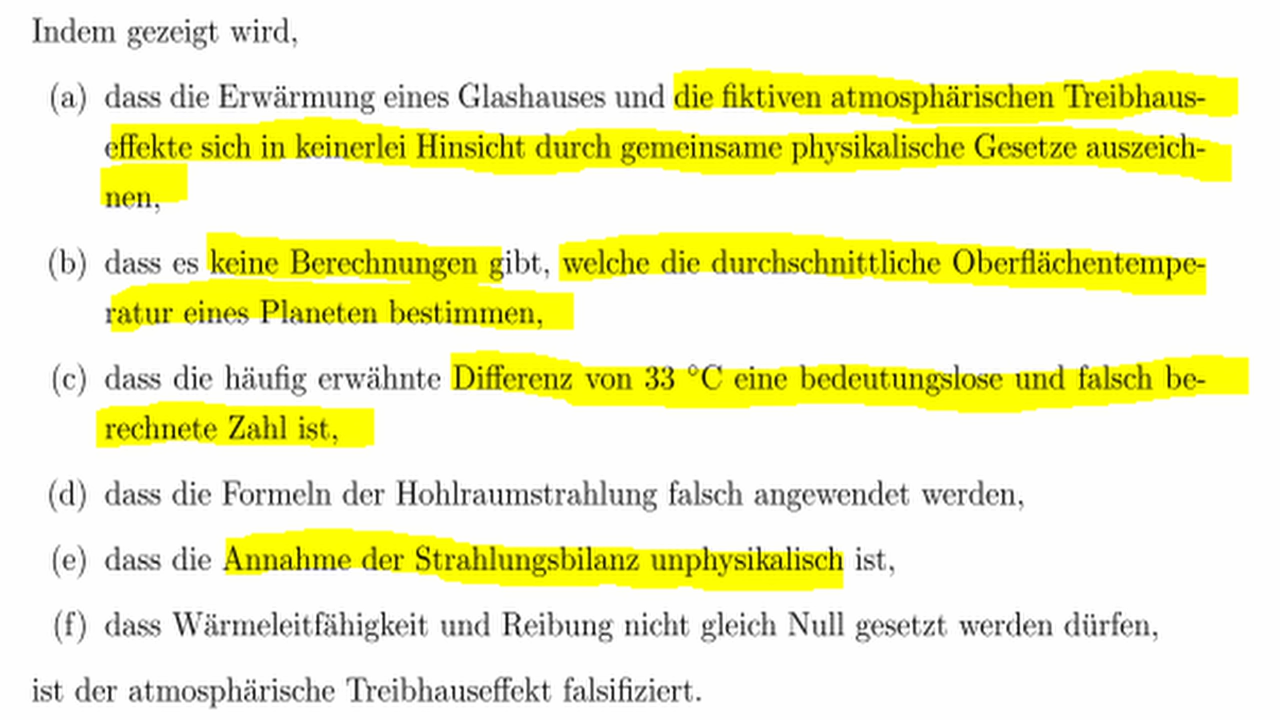 Indem gezeigt wird,
(a) dass die Erwärmung eines Glashauses und die fiktiven atmosphärischen Treibhaus-
effekte sich in keinerlei Hinsicht durch gemeinsame physikalische Gesetze auszeich-
nen,
(b) dass es keine Berechnungen gibt, welche die durchschnittliche Oberflächentempe-
ratur eines Planeten bestimmen,
(c) dass die häufig erwähnte Differenz von 33 °C eine bedeutungslose und falsch be-
rechnete Zahl ist,
(d) dass die Formeln der Hohlraumstrahlung falsch angewendet werden,
(e) dass die Annahme der Strahlungsbilanz unphysikalisch ist,
(f) dass Wärmeleitfähigkeit und Reibung nicht gleich Null gesetzt werden dürfen,
ist der atmosphärische Treibhauseffekt falsifiziert.